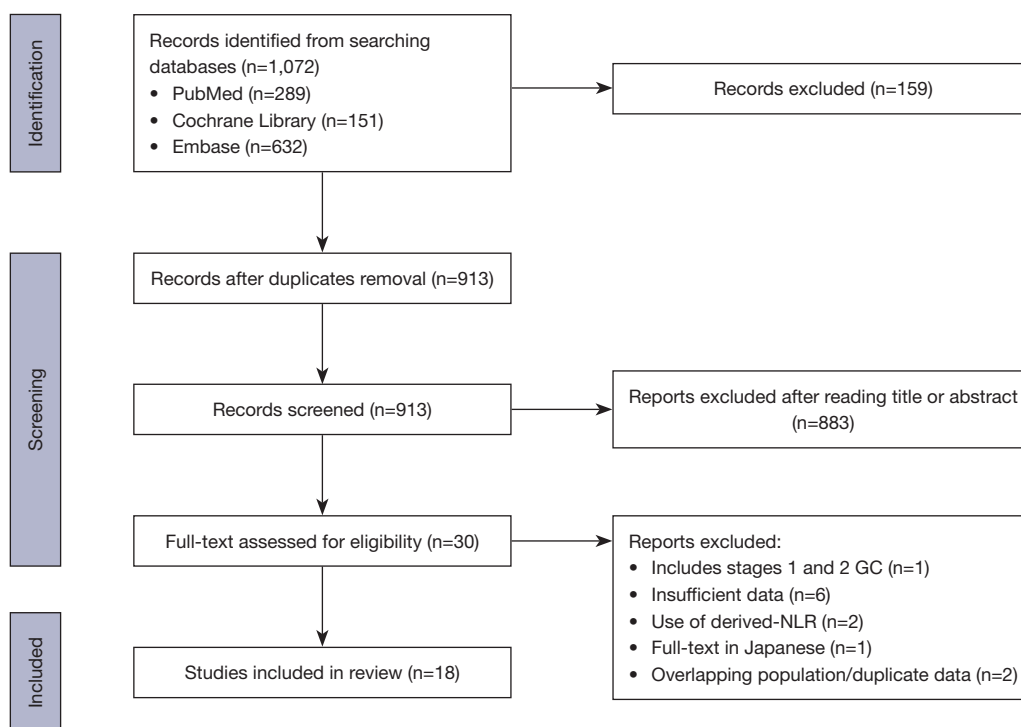 Identification
Records identified from searching
databases (n=1,072)
• PubMed (n=289)
• Cochrane Library (n=151)
• Embase (n=632)
Records excluded (n=159)
Screening
Records after duplicates removal (n=913)
Records screened (n=913)
Reports excluded after reading title or abstract
(n=883)
Full-text assessed for eligibility (n=30)
Reports excluded:
• Includes stages 1 and 2 GC (n=1)
• Insufficient data (n=6)
• Use of derived-NLR (n=2)
• Full-text in Japanese (n=1)
• Overlapping population/duplicate data (n=2)
Included
Studies included in review (n=18)